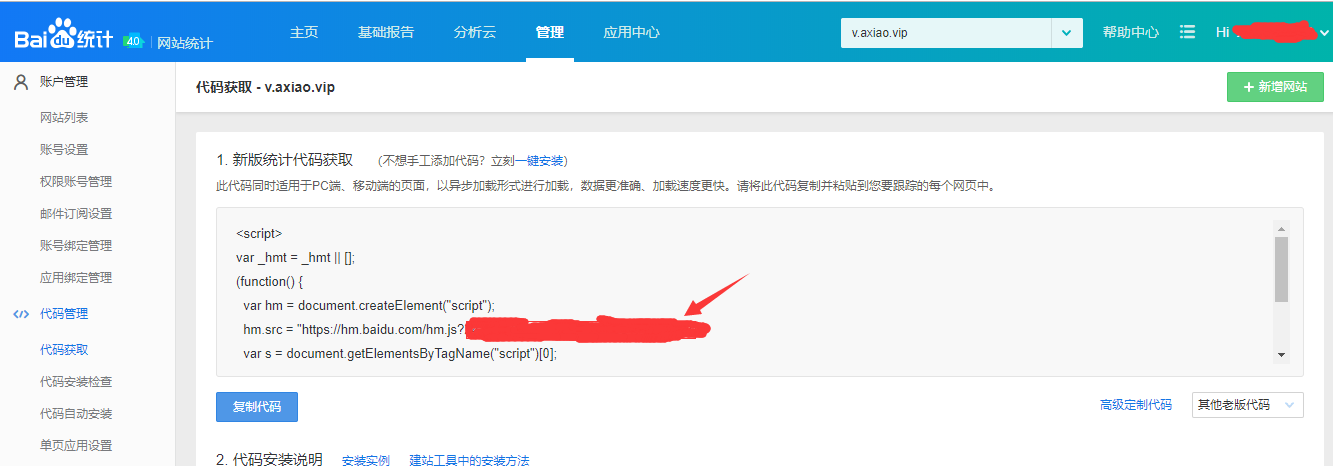 Baidu统计 4.0 | 网站统计
主页 基础报告 分析云 管理 应用中心
v.axiao.vip
帮助中心 Hi
账户管理
网站列表
账号设置
权限账号管理
邮件订阅设置
账号绑定管理
应用绑定管理
代码管理
代码获取
代码安装检查
代码自动安装
单页应用设置
代码获取 - v.axiao.vip
+ 新增网站
1. 新版统计代码获取 (不想手工添加代码？立刻一键安装)
此代码同时适用于PC端、移动端的页面，以异步加载形式进行加载，数据更准确、加载速度更快。请将此代码复制并粘贴到您要跟踪的每个网页中。
<script>
var _hmt = _hmt || [];
(function() {
var hm = document.createElement("script");
hm.src = "https://hm.baidu.com/hm.js?
var s = document.getElementsByTagName("script")[0];
复制代码
高级定制代码 其他老版代码
2. 代码安装说明 安装实例 建站工具中的安装方法